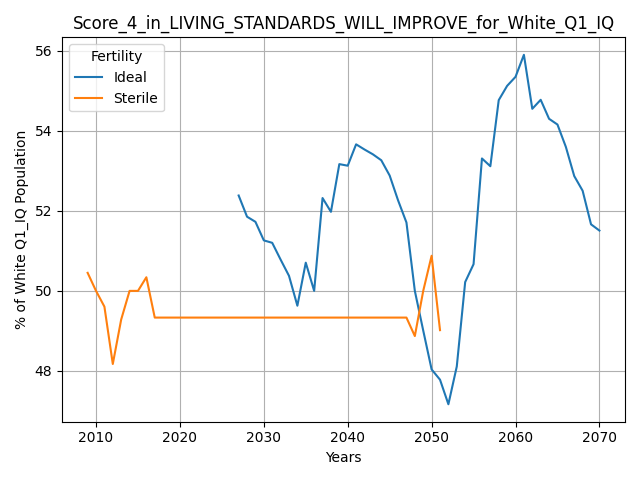 Score_4_in_LIVING_STANDARDS_WILL_IMPROVE_for_White_Q1_IQ
Fertility
Ideal
Sterile
% of White Q1_IQ Population
56
54
52
50
48
2010 2020 2030 2040 2050 2060 2070
Years